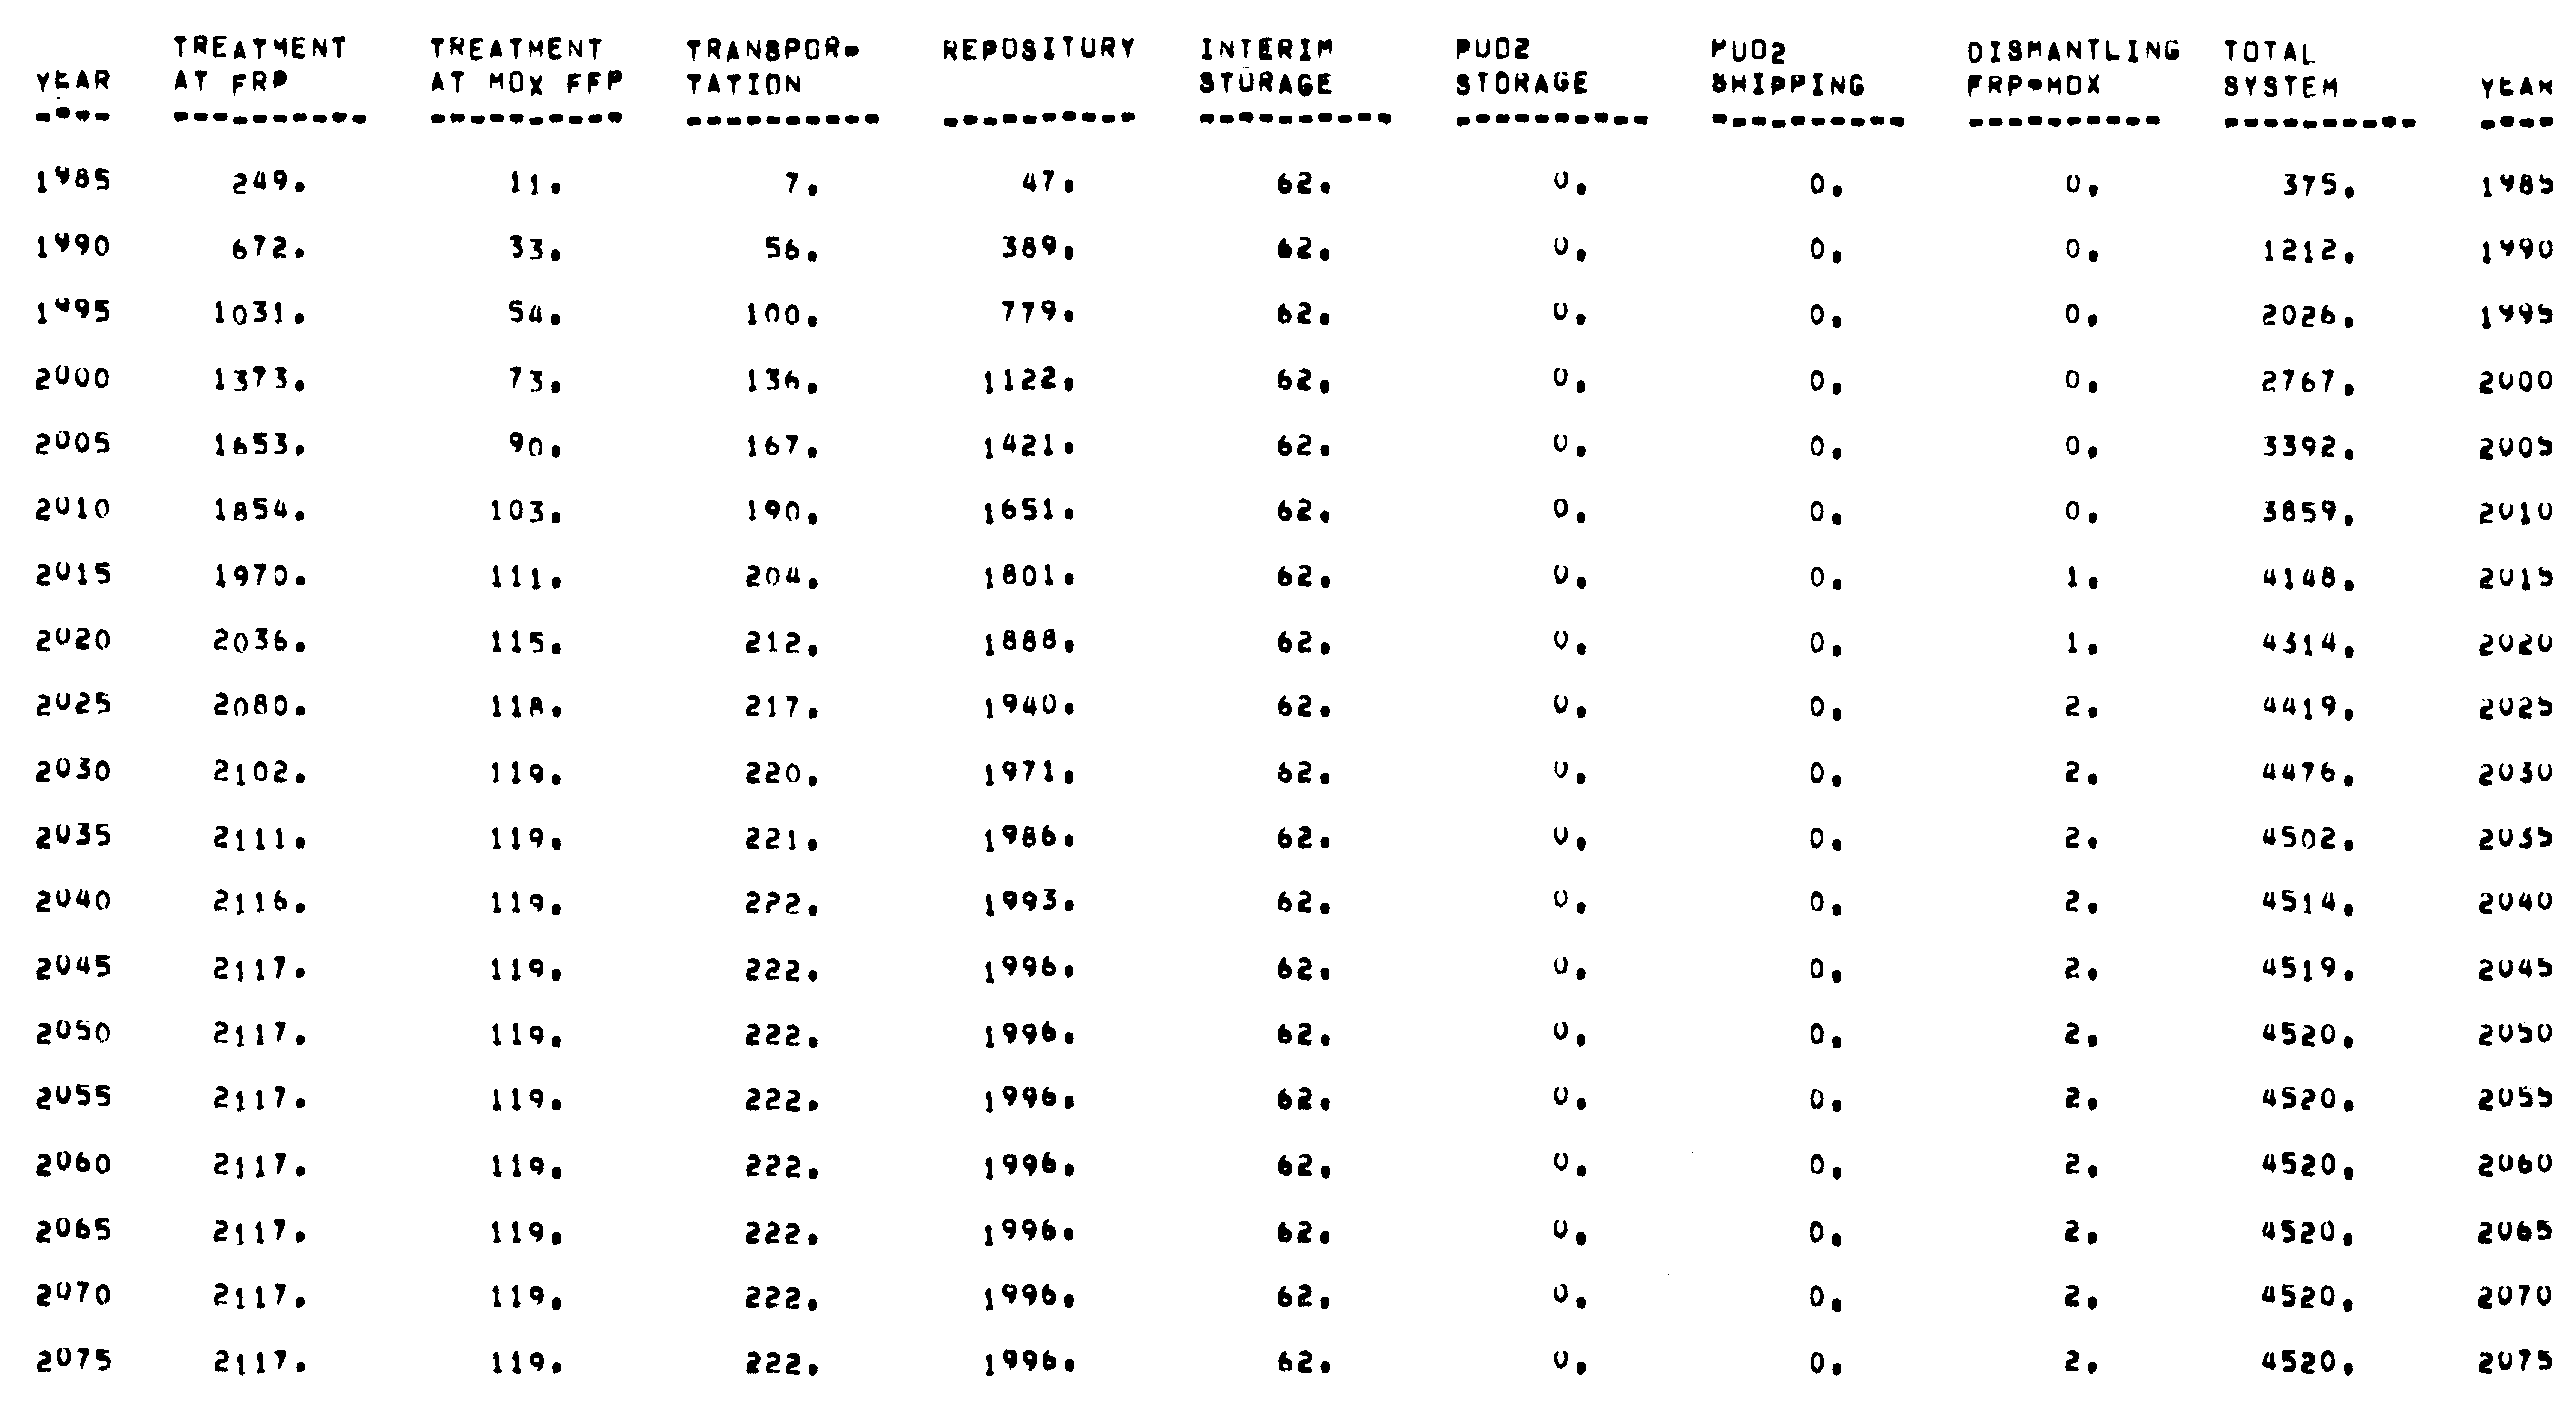 TREATMENT TREATMENT TRANSPOR- REPOSITORY INTERIM PUO2 PUO2 DISMANTLING TOTAL
YEAR AT FRP AT MOX FFP TATION STORAGE STORAGE SHIPPING FRP-MOX SYSTEM YEAR
---- ---------- ---------- ---------- ---------- ---------- ---------- ---------- ---------- ---------- ----
1985 249. 11. 7. 47. 62. 0. 0. 0. 375. 1985
1990 672. 33. 56. 389. 62. 0. 0. 0. 1212. 1990
1995 1031. 54. 100. 779. 62. 0. 0. 0. 2026. 1995
2000 1373. 73. 136. 1122. 62. 0. 0. 0. 2767. 2000
2005 1653. 90. 167. 1421. 62. 0. 0. 0. 3392. 2005
2010 1854. 103. 190. 1651. 62. 0. 0. 0. 3859. 2010
2015 1970. 111. 204. 1801. 62. 0. 0. 1. 4148. 2015
2020 2036. 115. 212. 1888. 62. 0. 0. 1. 4314. 2020
2025 2080. 118. 217. 1940. 62. 0. 0. 2. 4419. 2025
2030 2102. 119. 220. 1971. 62. 0. 0. 2. 4476. 2030
2035 2111. 119. 221. 1986. 62. 0. 0. 2. 4502. 2035
2040 2116. 119. 222. 1993. 62. 0. 0. 2. 4514. 2040
2045 2117. 119. 222. 1996. 62. 0. 0. 2. 4519. 2045
2050 2117. 119. 222. 1996. 62. 0. 0. 2. 4520. 2050
2055 2117. 119. 222. 1996. 62. 0. 0. 2. 4520. 2055
2060 2117. 119. 222. 1996. 62. 0. 0. 2. 4520. 2060
2065 2117. 119. 222. 1996. 62. 0. 0. 2. 4520. 2065
2070 2117. 119. 222. 1996. 62. 0. 0. 2. 4520. 2070
2075 2117. 119. 222. 1996. 62. 0. 0. 2. 4520. 2075